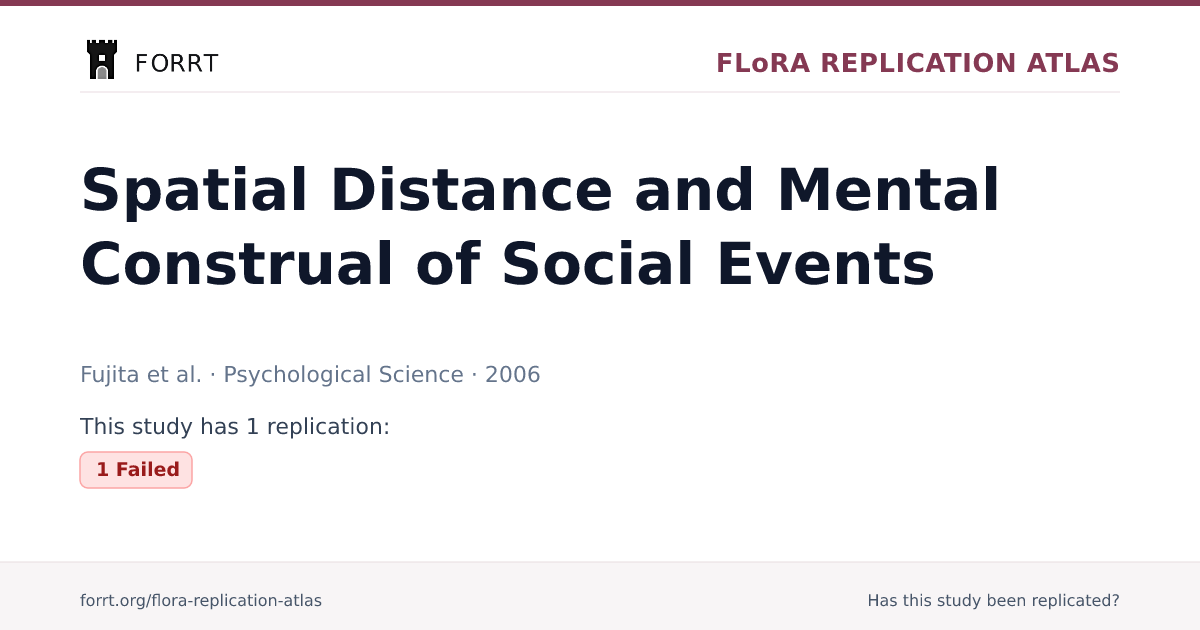 FORRT
FLoRA REPLICATION ATLAS
Spatial Distance and Mental
Construal of Social Events
Fujita et al. · Psychological Science · 2006
This study has 1 replication:
1 Failed
forrt.org/flora-replication-atlas
Has this study been replicated?